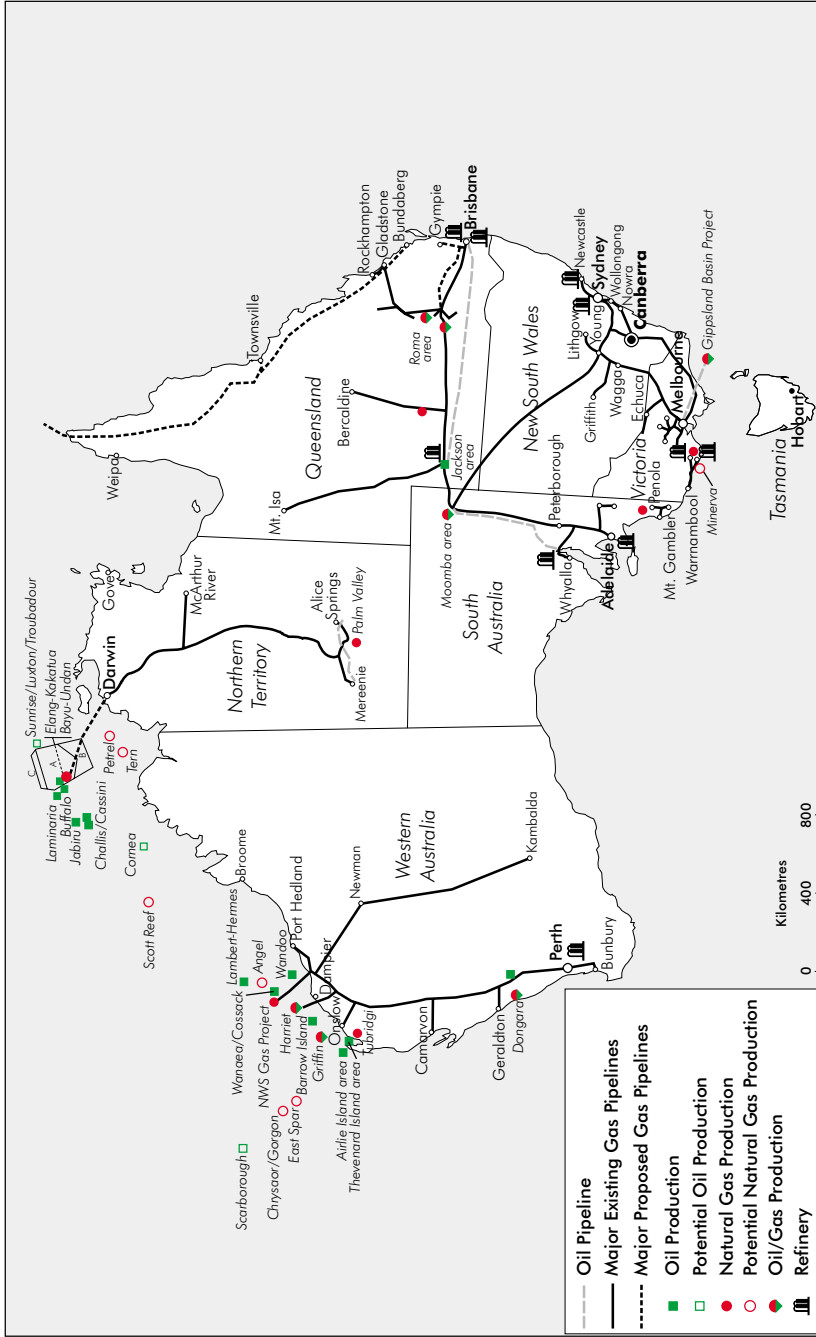 Laminaria
Buffalo
Jabiru
Challis/Cassini
Sunrise/Luxton/Troubadour
Elang-Kakatua
Bayu-Undan
C
A
B
Petrel
Tern
Cornea
Scott Reef
Darwin
Gove
McArthur
River
Northern
Territory
Alice
Springs
Palm Valley
Mereenie
Weipa
Townsville
Queensland
Mt. Isa
Bercaldine
Rockhampton
Gladstone
Bundaberg
Gympie
Brisbane
Roma
area
Jackson
area
Broome
Port Hedland
Lambert-Hermes
Wanaea/Cossack
Angel
NWS Gas Project
Wandoo
Harriet
Dampier
Scarborough
Chrysaor/Gorgon
East Spar
Barrow Island
Griffin
Onslow
Airlie Island area
Thevenard Island area
Tubridgi
Newman
Western
Australia
Kambalda
Carnarvon
Geraldton
Dongara
Perth
Bunbury
Moomba area
South
Australia
Peterborough
Whyalla
Adelaide
New South Wales
Newcastle
Sydney
Lithgow
Young
Wollongong
Nowra
Canberra
Griffith
Wagga
Echuca
Victoria
Melbourne
Penola
Mt. Gambler
Warrnambool
Minerva
Gippsland Basin Project
Tasmania
Hobart
Kilometres
0 400 800
Oil Pipeline
Major Existing Gas Pipelines
Major Proposed Gas Pipelines
Oil Production
Potential Oil Production
Natural Gas Production
Potential Natural Gas Production
Oil/Gas Production
Refinery